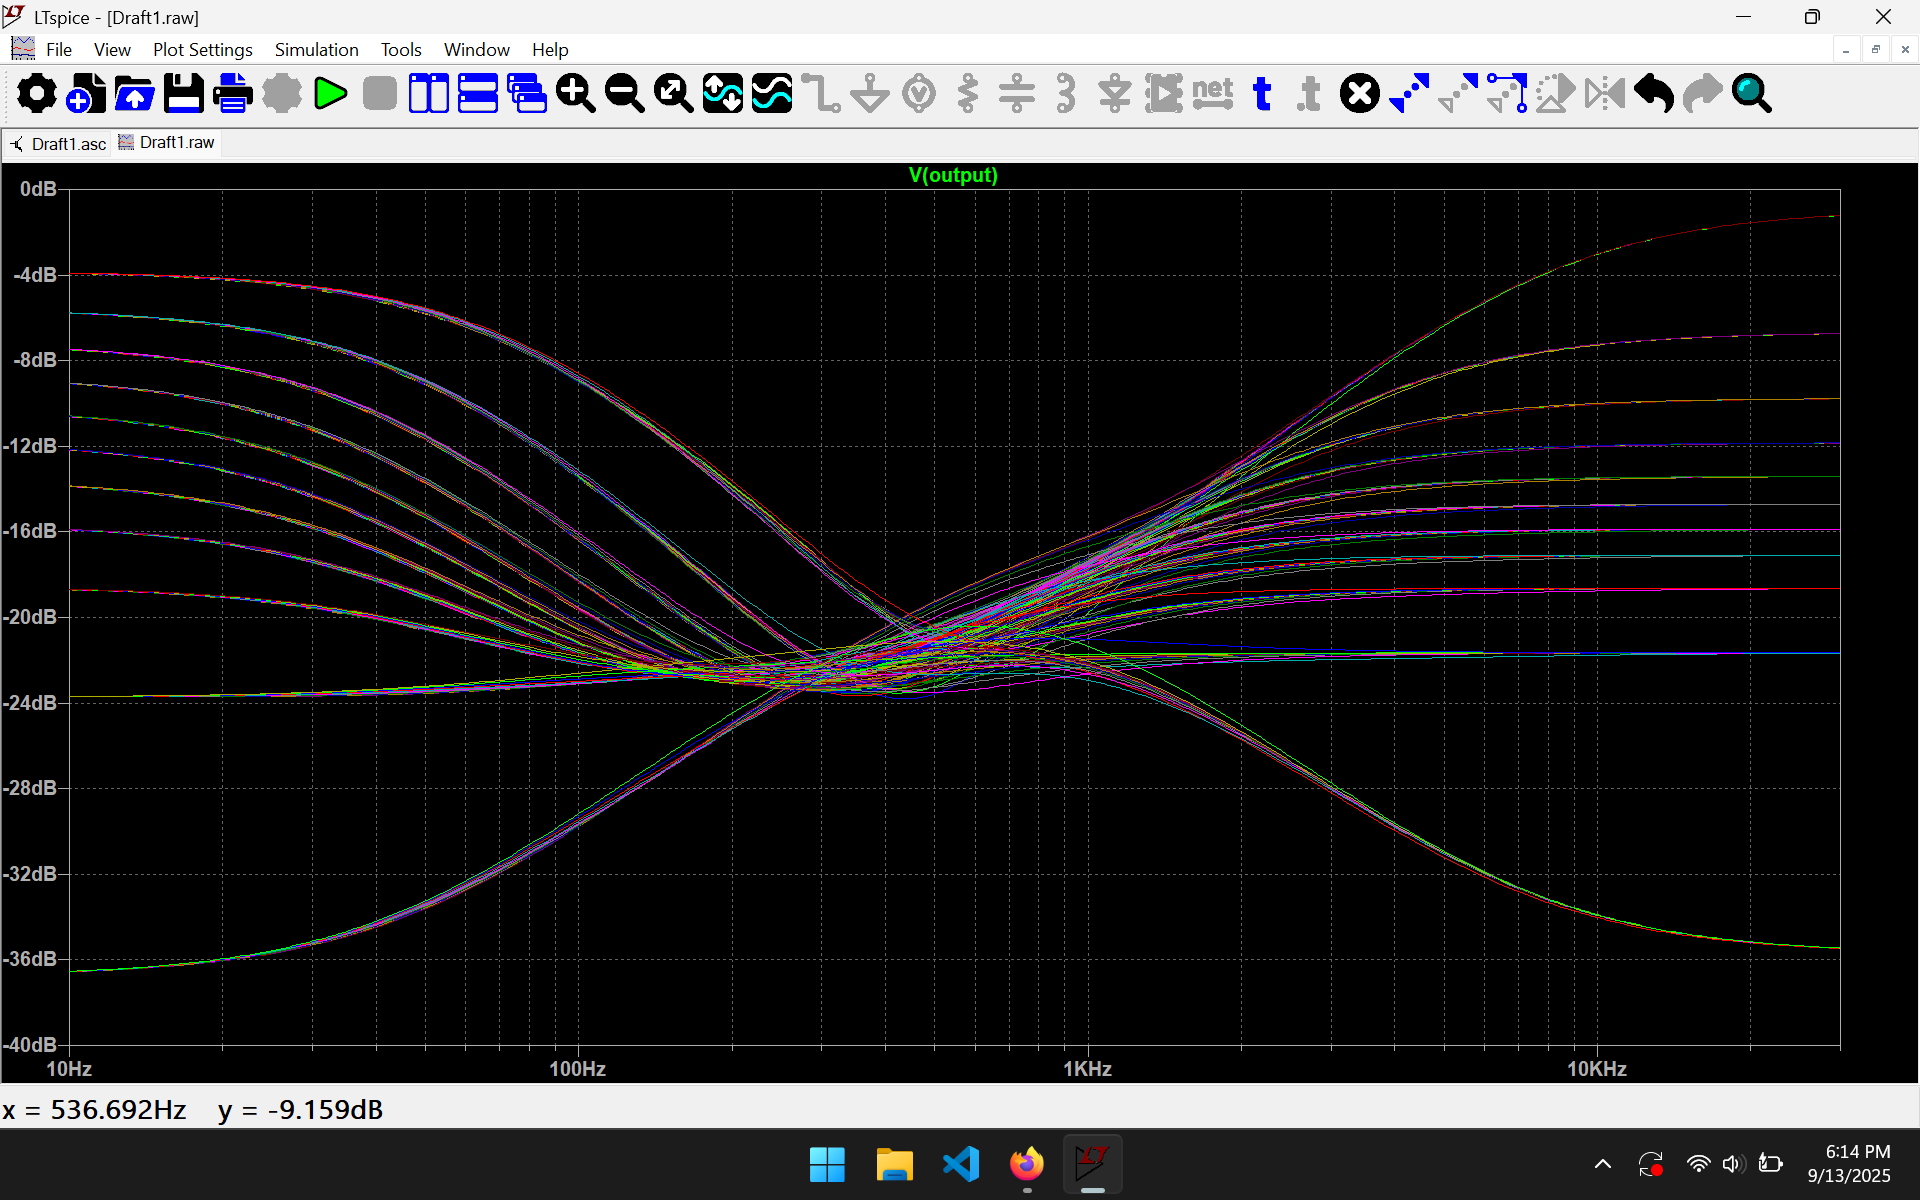 LTspice - [Draft1.raw]
File View Plot Settings Simulation Tools Window Help
net t .t
Draft1.asc Draft1.raw
V(output)
0dB
-4dB
-8dB
-12dB
-16dB
-20dB
-24dB
-28dB
-32dB
-36dB
-40dB
10Hz 100Hz 1KHz 10KHz
x = 536.692Hz y = -9.159dB
6:14 PM
9/13/2025